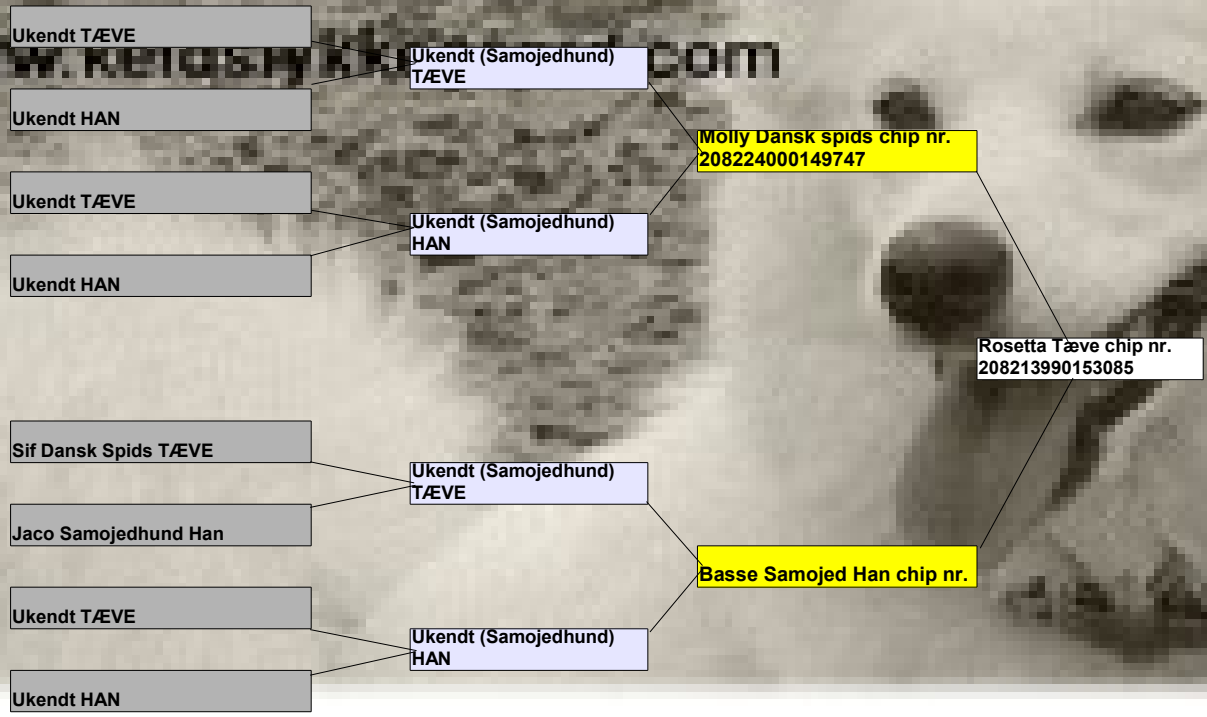 Ukendt TÆVE
Ukendt HAN
Ukendt TÆVE
Ukendt HAN
Sif Dansk Spids TÆVE
Jaco Samojedhund Han
Ukendt TÆVE
Ukendt HAN
Ukendt (Samojedhund)
TÆVE
Ukendt (Samojedhund)
HAN
Ukendt (Samojedhund)
TÆVE
Ukendt (Samojedhund)
HAN
Molly Dansk spids chip nr.
208224000149747
Basse Samojed Han chip nr.
Rosetta Tæve chip nr.
208213990153085